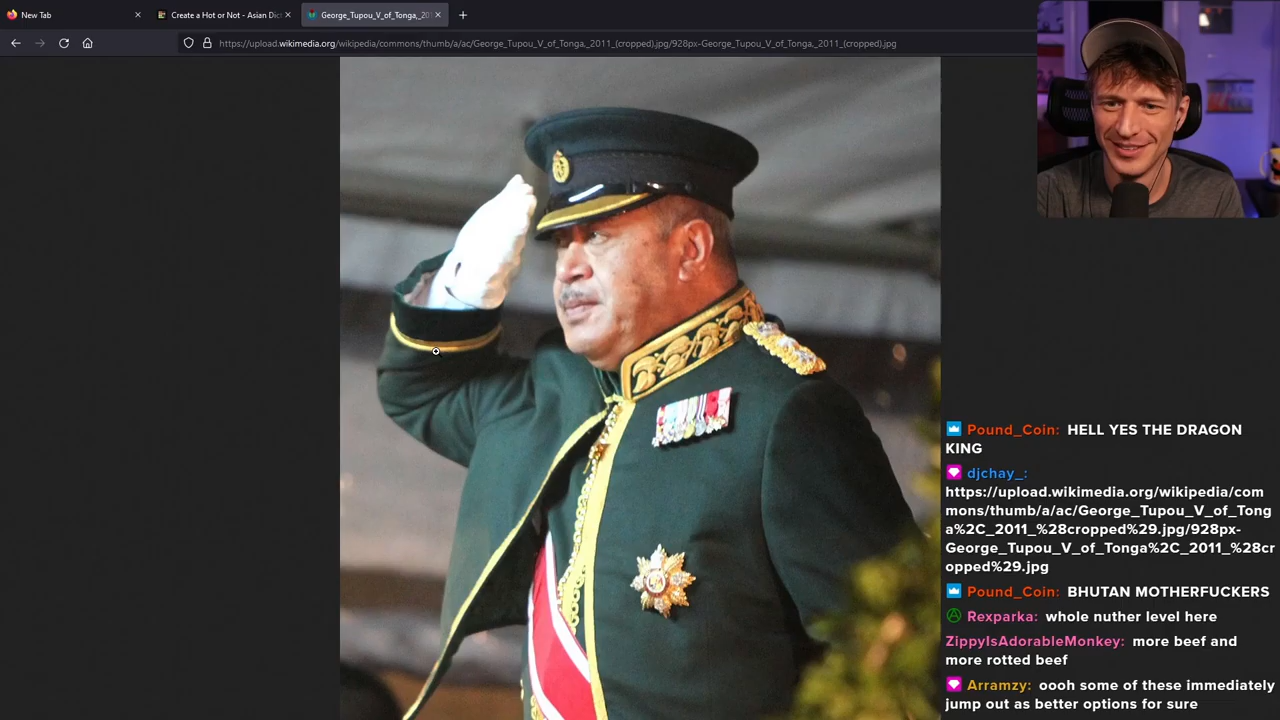 New Tab
Create a Hot or Not - Asian Dic
George_Tupou_V_of_Tonga,_201
https://upload.wikimedia.org/wikipedia/commons/thumb/a/ac/George_Tupou_V_of_Tonga,_2011_(cropped).jpg/928px-George_Tupou_V_of_Tonga,_2011_(cropped).jpg
Pound_Coin: HELL YES THE DRAGON
KING
djchay_:
https://upload.wikimedia.org/wikipedia/com
mons/thumb/a/ac/George_Tupou_V_of_Tong
a%2C_2011_%28cropped%29.jpg/928px-
George_Tupou_V_of_Tonga%2C_2011_%28cr
opped%29.jpg
Pound_Coin: BHUTAN MOTHERFUCKERS
Rexparka: whole nuther level here
ZippyIsAdorableMonkey: more beef and
more rotted beef
Arramzy: oooh some of these immediately
jump out as better options for sure